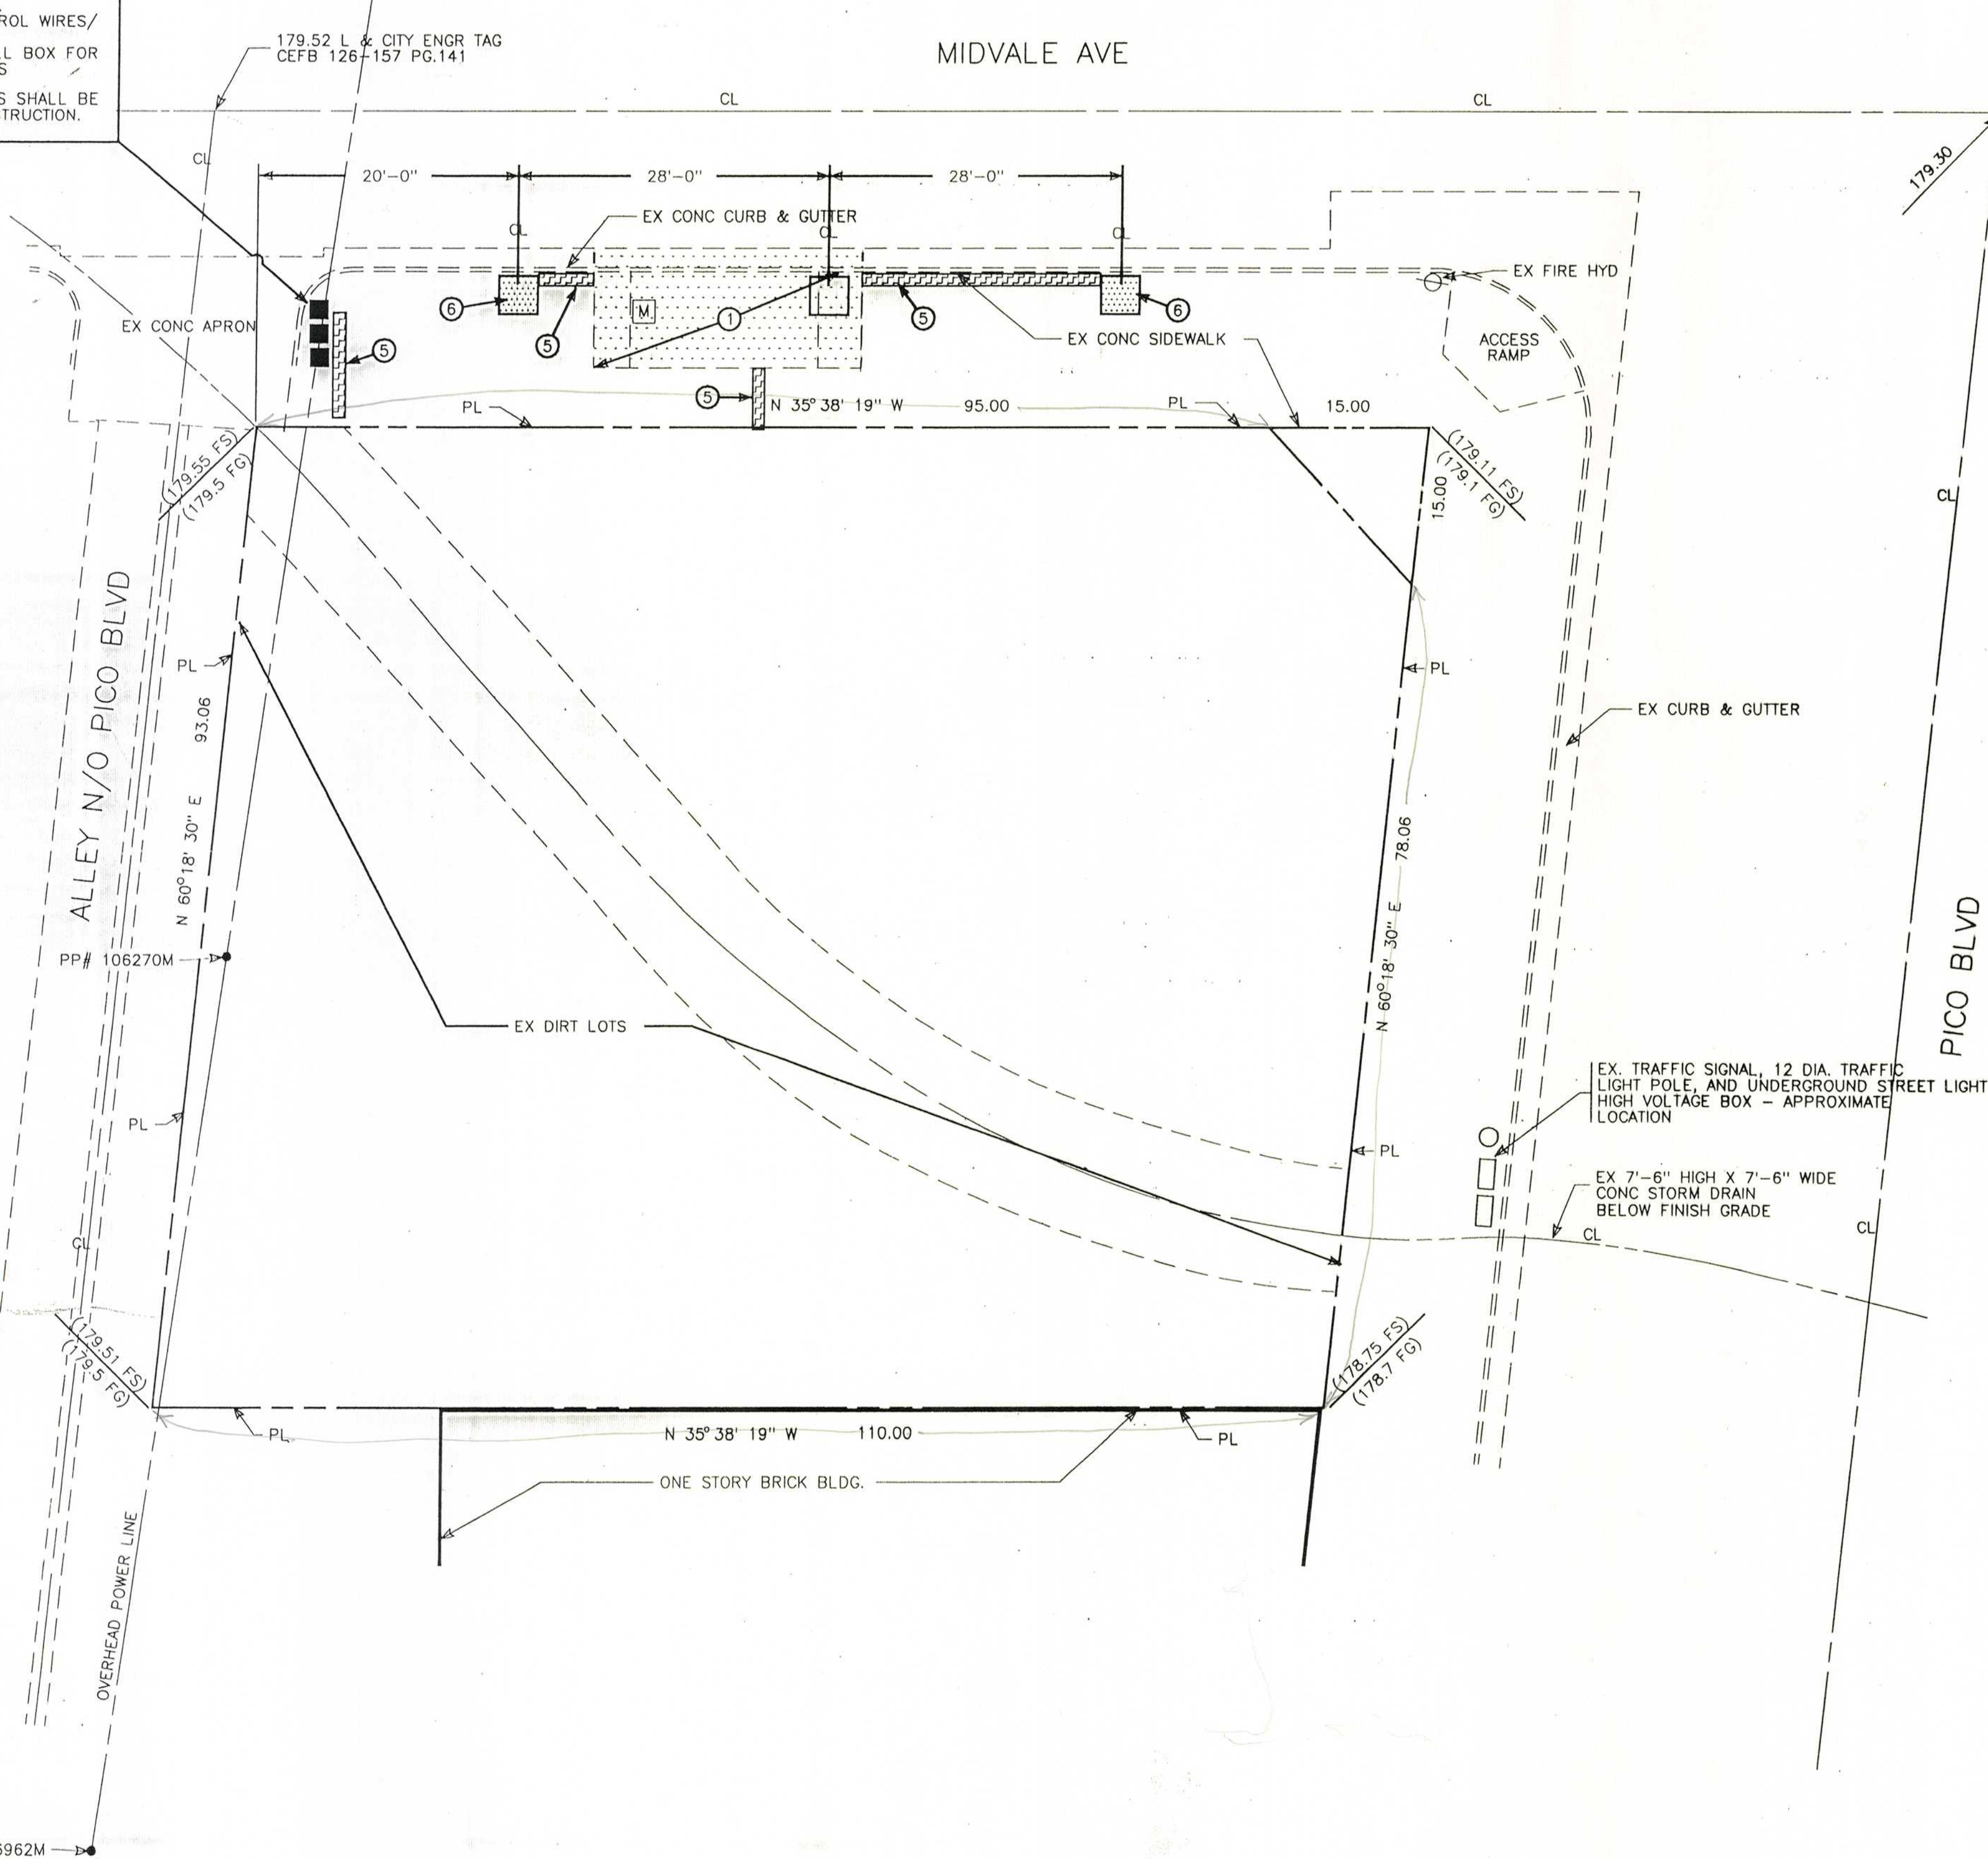 ROL WIRES/
L BOX FOR
S
S SHALL BE
TRUCTION.
179.52 L & CITY ENGR TAG
CEFB 126-157 PG.141
MIDVALE AVE
CL
CL
CL
179.30
20'-0"
28'-0"
28'-0"
EX CONC CURB & GUTTER
CL
CL
CL
EX FIRE HYD
6
5
M
1
5
6
EX CONC APRON
5
EX CONC SIDEWALK
ACCESS
RAMP
5
PL
N 35° 38' 19" W
95.00
PL
15.00
(179.55 FS)
(179.5 FG)
(179.11 FS)
(179.1 FG)
15.00
CL
ALLEY N/O PICO BLVD
PL
PL
93.06
EX CURB & GUTTER
N 60°18' 30" E
78.06
N 60°18' 30" E
PICO BLVD
PP# 106270M
EX DIRT LOTS
EX. TRAFFIC SIGNAL, 12 DIA. TRAFFIC
LIGHT POLE, AND UNDERGROUND STREET LIGHT
HIGH VOLTAGE BOX – APPROXIMATE
LOCATION
PL
PL
EX 7'-6" HIGH X 7'-6" WIDE
CONC STORM DRAIN
BELOW FINISH GRADE
CL
CL
CL
(179.51 FS)
(179.5 FG)
(178.75 FS)
(178.7 FG)
PL
N 35° 38' 19" W
110.00
PL
ONE STORY BRICK BLDG.
OVERHEAD POWER LINE
6962M